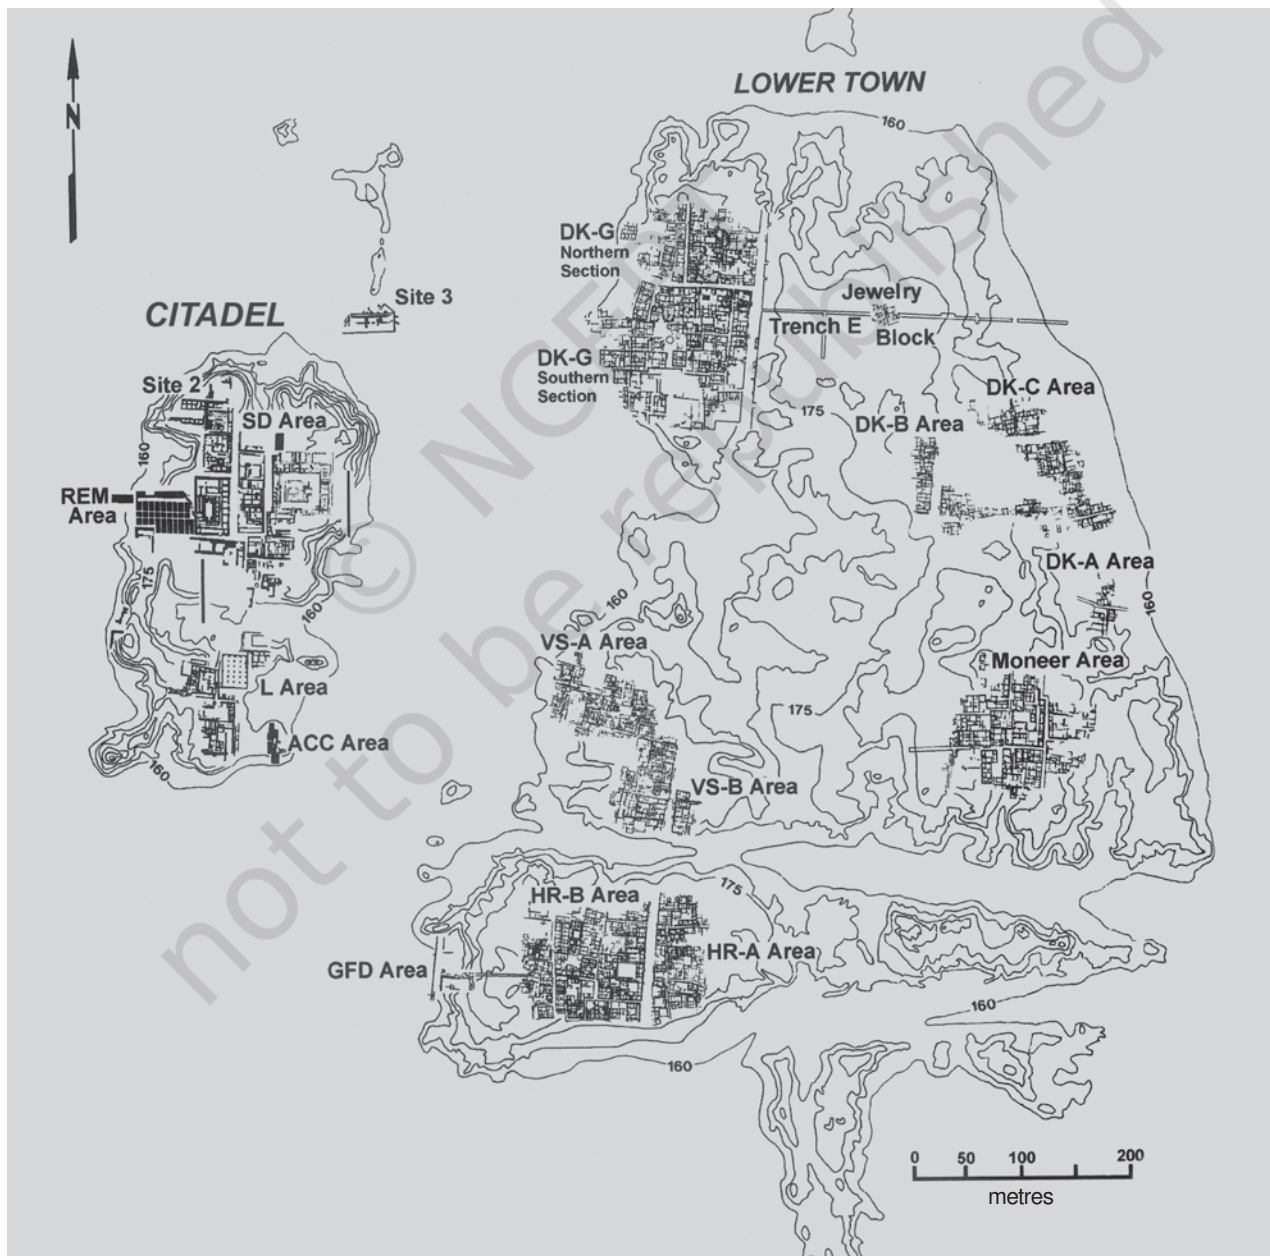 LOWER TOWN
160
N
DK-G
Northern
Section
Site 3
CITADEL
Jewelry
Trench E
Block
DK-G
Southern
Section
Site 2
SD Area
DK-C Area
175
DK-B Area
160
REM
Area
DK-A Area
175
160
160
160
VS-A Area
Moneer Area
L Area
175
ACC Area
160
VS-B Area
175
HR-B Area
HR-A Area
GFD Area
160
160
0 50 100 200
metres
© NCERT
not to be republished